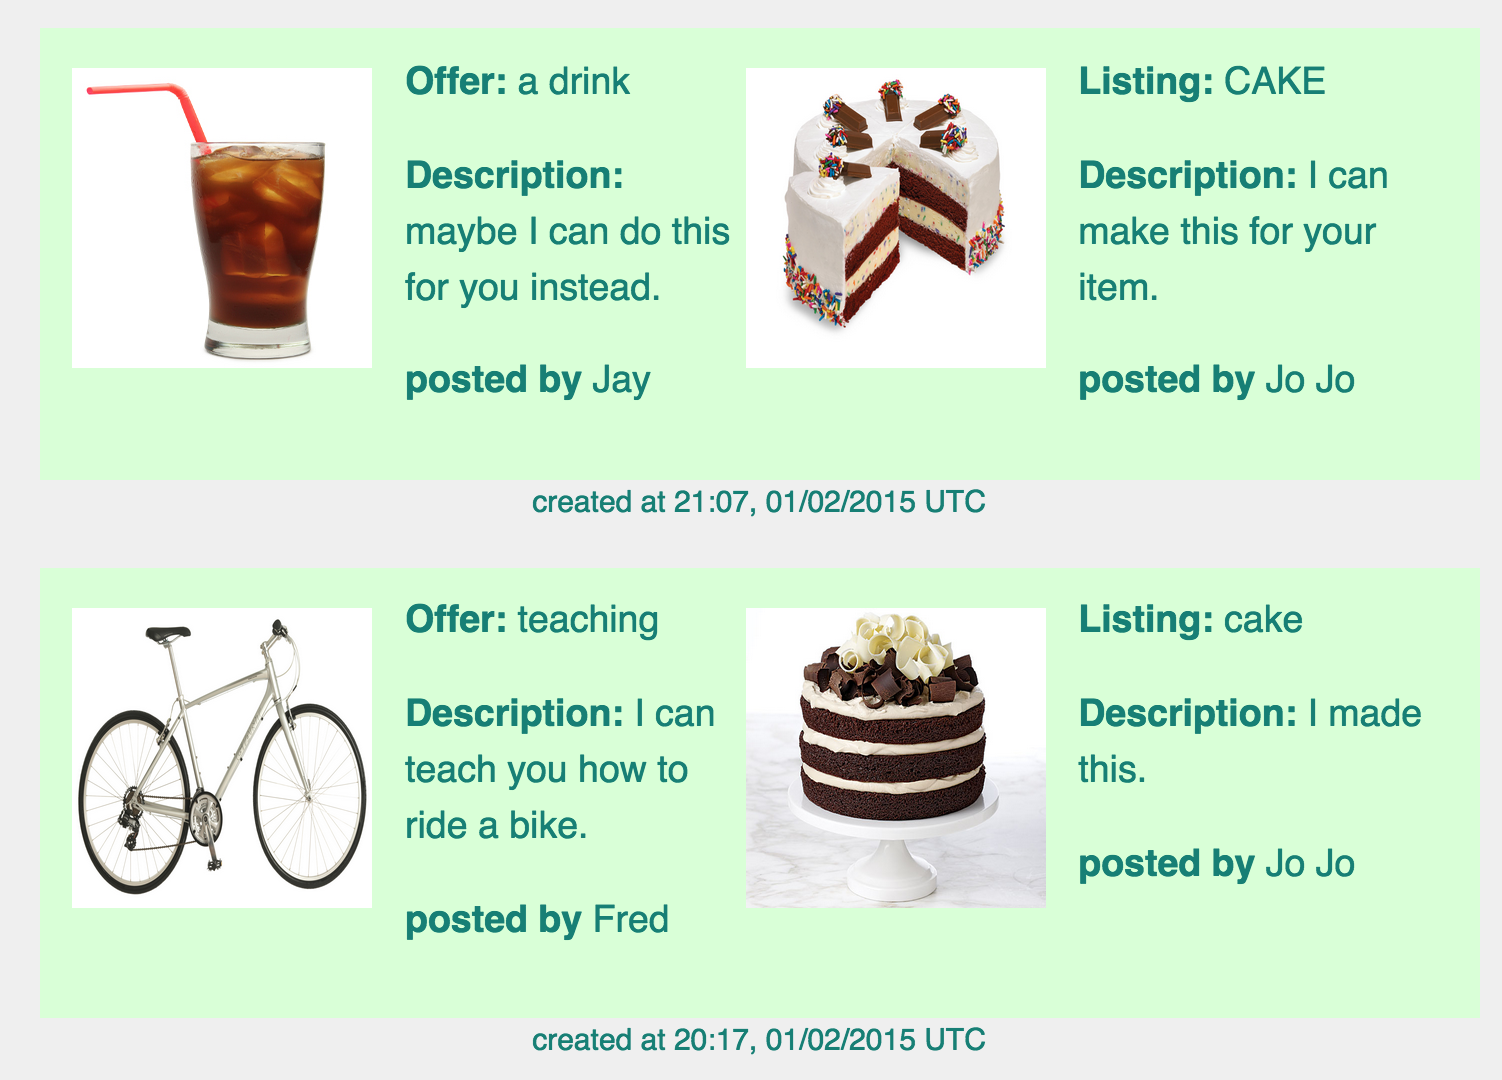 Offer: a drink
Description:
maybe I can do this
for you instead.
posted by Jay
Listing: CAKE
Description: I can
make this for your
item.
posted by Jo Jo
created at 21:07, 01/02/2015 UTC
Offer: teaching
Description: I can
teach you how to
ride a bike.
posted by Fred
Listing: cake
Description: I made
this.
posted by Jo Jo
created at 20:17, 01/02/2015 UTC